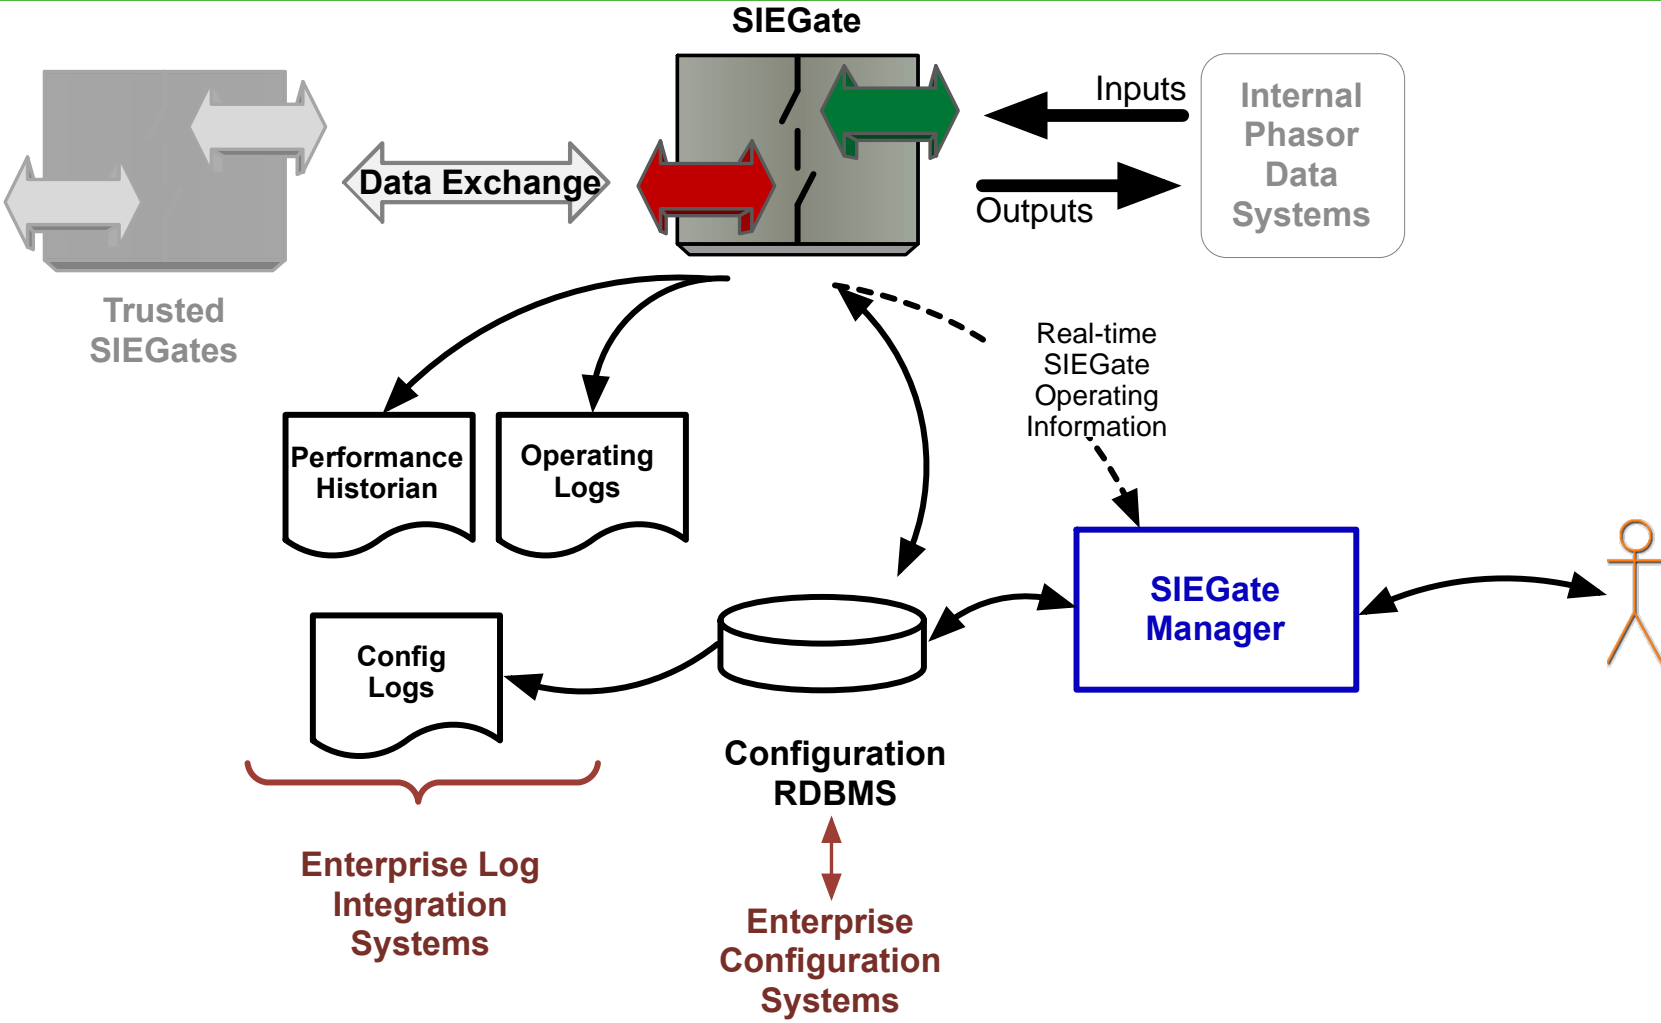 SIEGate
Inputs
Internal
Phasor
Data
Systems
Data Exchange
Outputs
Trusted
SIEGates
Real-time
SIEGate
Operating
Information
Performance
Historian
Operating
Logs
SIEGate
Manager
Config
Logs
Configuration
RDBMS
Enterprise Log
Integration
Systems
Enterprise
Configuration
Systems